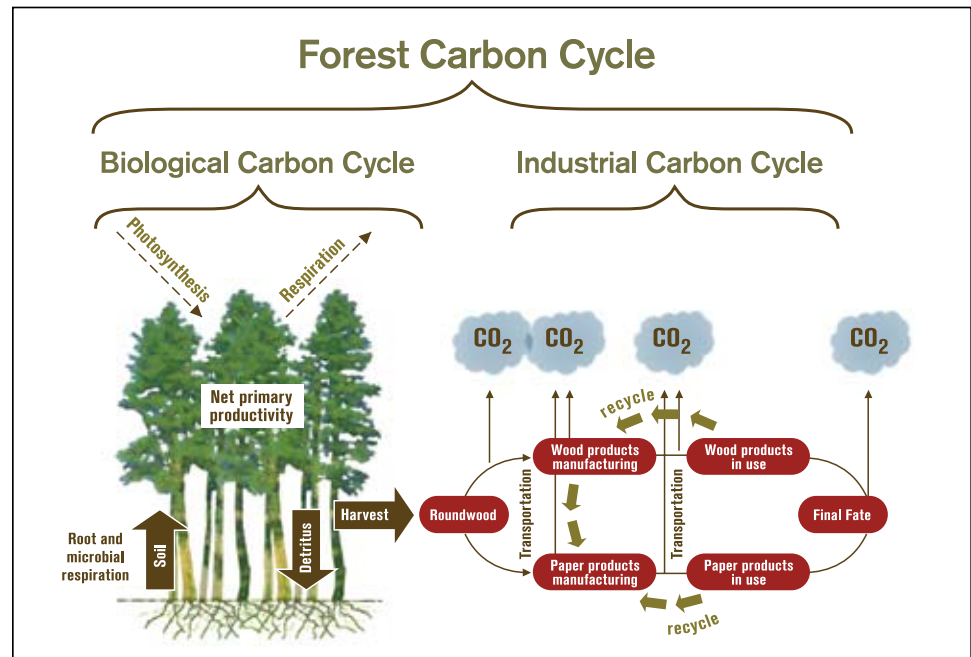 Forest Carbon Cycle
Biological Carbon Cycle
Industrial Carbon Cycle
Photosynthesis
Respiration
CO2
CO2
CO2
CO2
Net primary
productivity
recycle
Wood products
manufacturing
Wood products
in use
Harvest
Roundwood
Transportation
Transportation
Final Fate
Root and
microbial
respiration
Soil
Detritus
Paper products
manufacturing
Paper products
in use
recycle